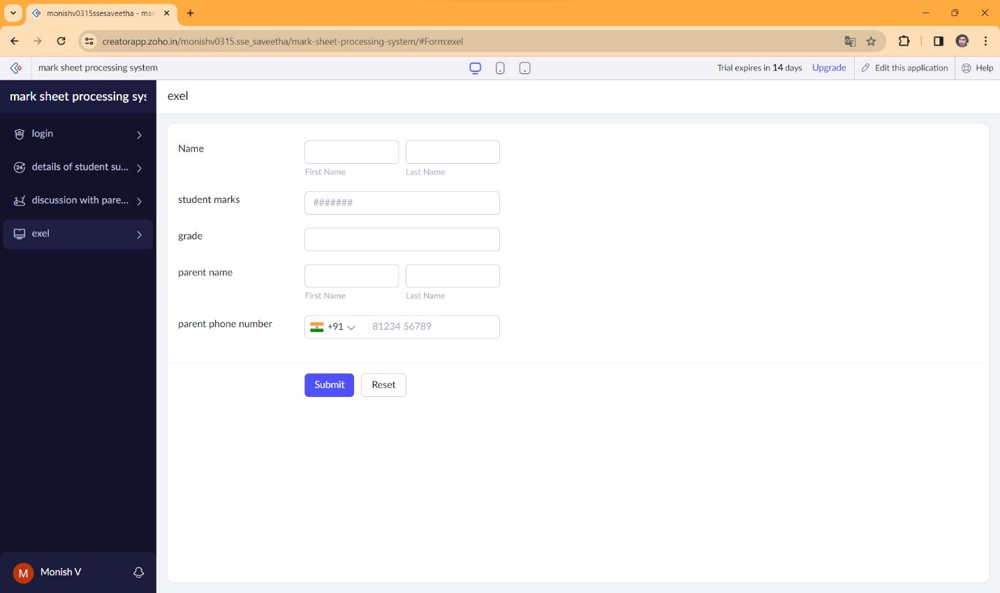 monishv0315ssesaveetha - mar
creatorapp.zoho.in/monishv0315.sse_saveetha/mark-sheet-processing-system/#Form:exel
mark sheet processing system
Trial expires in 14 days Upgrade Edit this application Help
mark sheet processing sys
exel
login
details of student su...
discussion with pare...
exel
Name
First Name Last Name
student marks #######
grade
parent name
First Name Last Name
parent phone number +91 81234 56789
Submit Reset
M Monish V